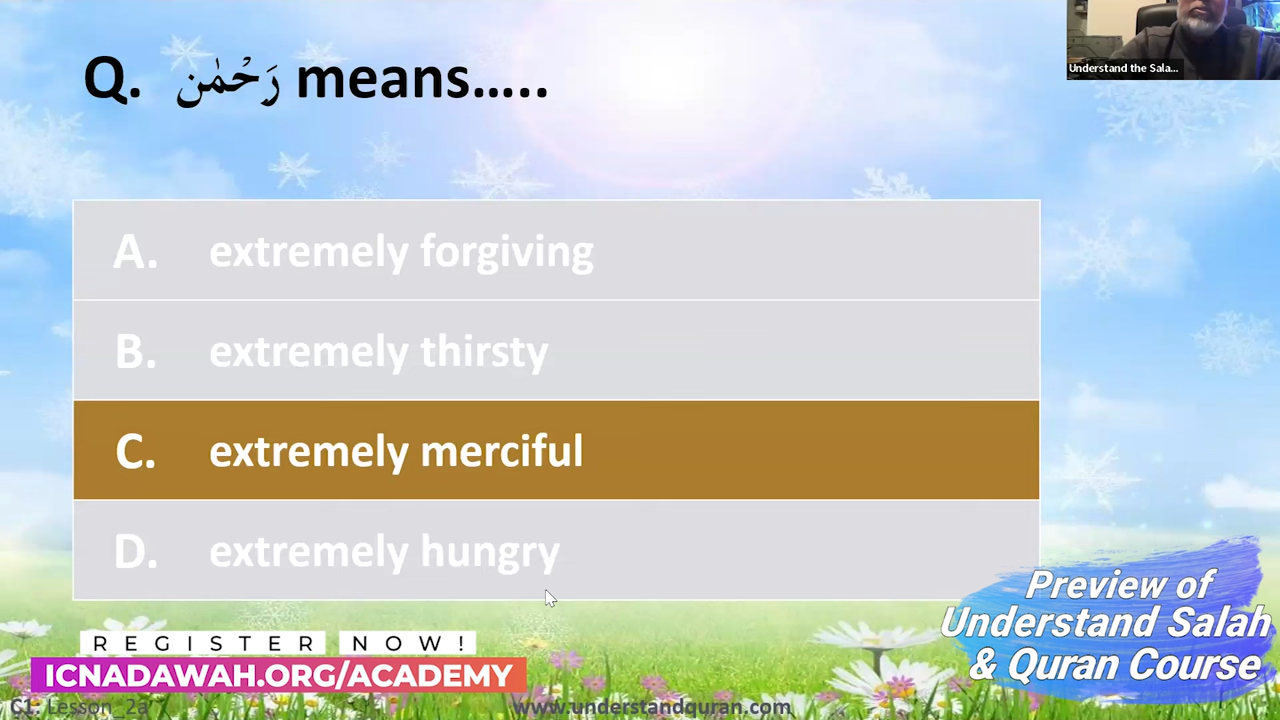 Q. رَحْمٰن means.....
Understand the Sala...
A. extremely forgiving
B. extremely thirsty
C. extremely merciful
D. extremely hungry
Preview of
Understand Salah
& Quran Course
REGISTER NOW!
ICNADAWAH.ORG/ACADEMY
C1: Lesson_2a
www.understandquran.com